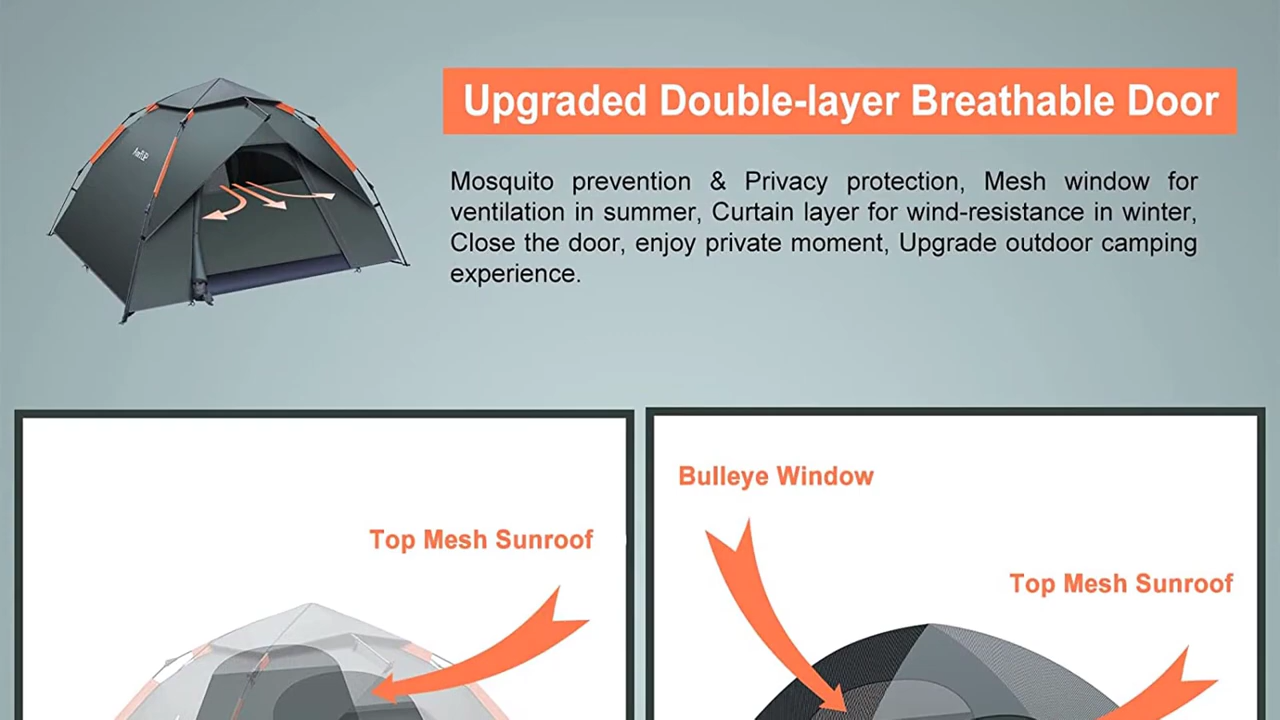 Upgraded Double-layer Breathable Door
Mosquito prevention & Privacy protection, Mesh window for
ventilation in summer, Curtain layer for wind-resistance in winter,
Close the door, enjoy private moment, Upgrade outdoor camping
experience.
Bulleye Window
Top Mesh Sunroof
Top Mesh Sunroof